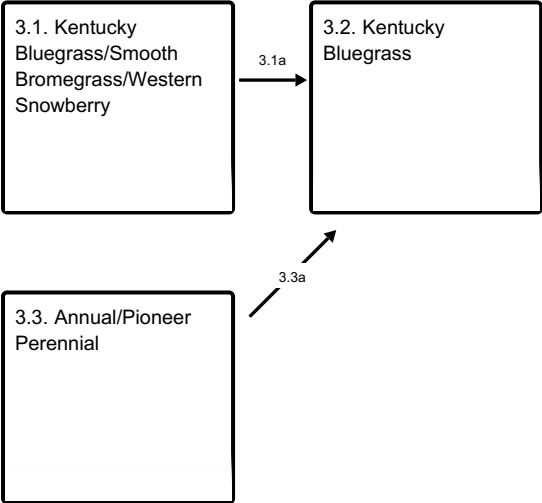 3.1. Kentucky
Bluegrass/Smooth
Bromegrass/Western
Snowberry
3.1a
3.2. Kentucky
Bluegrass
3.3a
3.3. Annual/Pioneer
Perennial